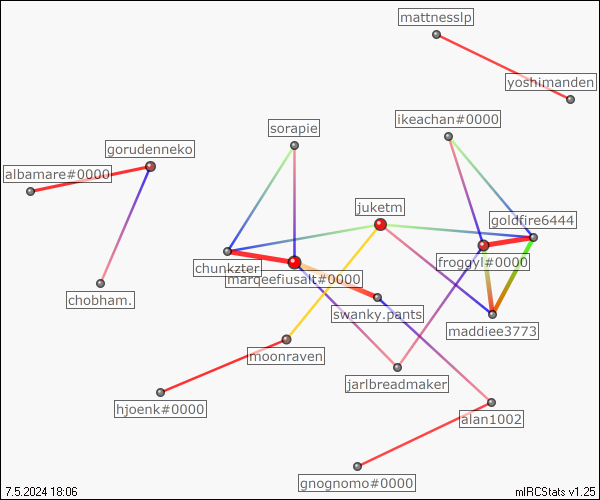 mattnesslp
yoshimanden
ikeachan#0000
sorapie
gorudenneko
albamare#0000
juketm
goldfire6444
froggyl#0000
chunkzter
marqeefiusalt#0000
chobham.
swanky.pants
maddiee3773
moonraven
jarlbreadmaker
hjoenk#0000
alan1002
gnognomo#0000
7.5.2024 18:06
mIRCStats v1.25